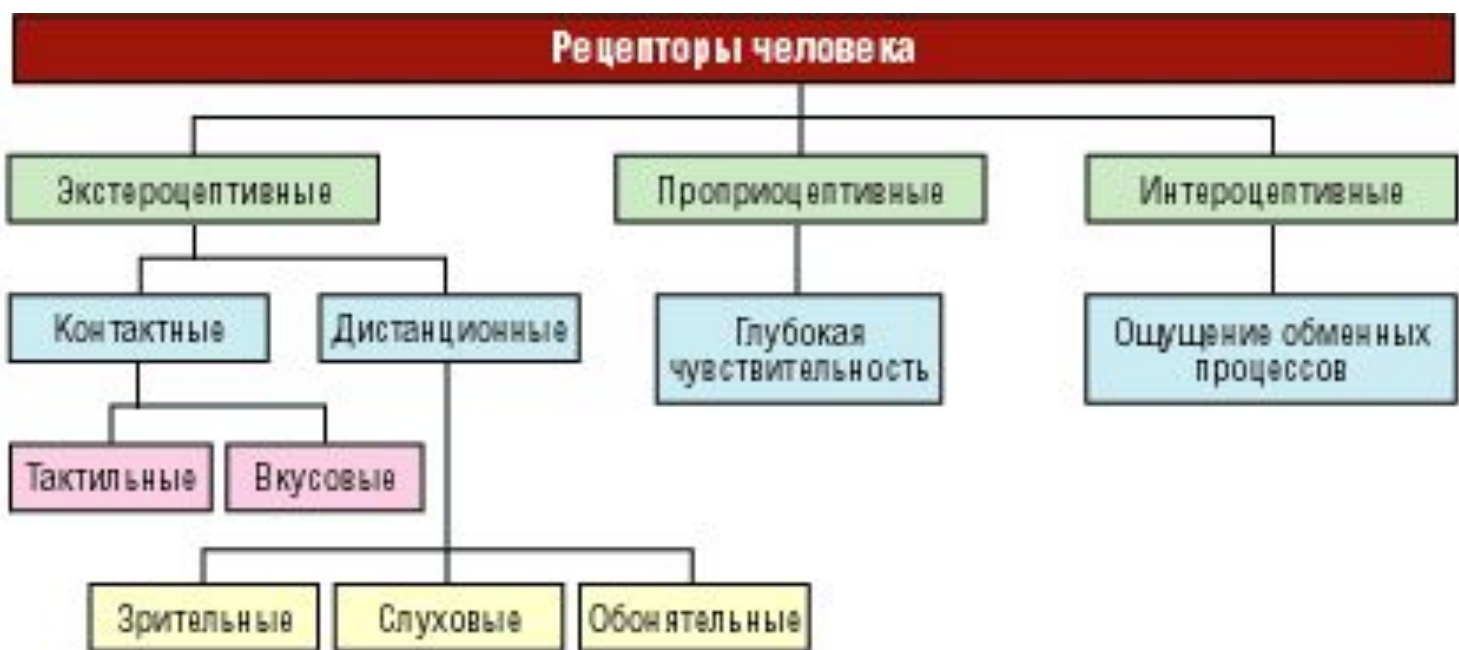 Рецепторы человека
Экстероцептивные
Проприоцептивные
Интероцептивные
Контактные
Дистанционные
Глубокая
чувствительность
Ощущение обменных
процессов
Тактильные
Вкусовые
Зрительные
Слуховые
Обонятельные